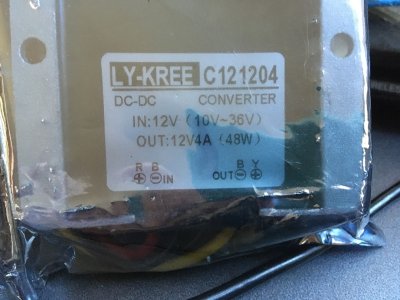 LY-KREE C121204
DC-DC CONVERTER
IN:12V (10V~36V)
OUT:12V4A (48W)
R B B Y
⊕ ⊖ IN OUT ⊖ ⊕